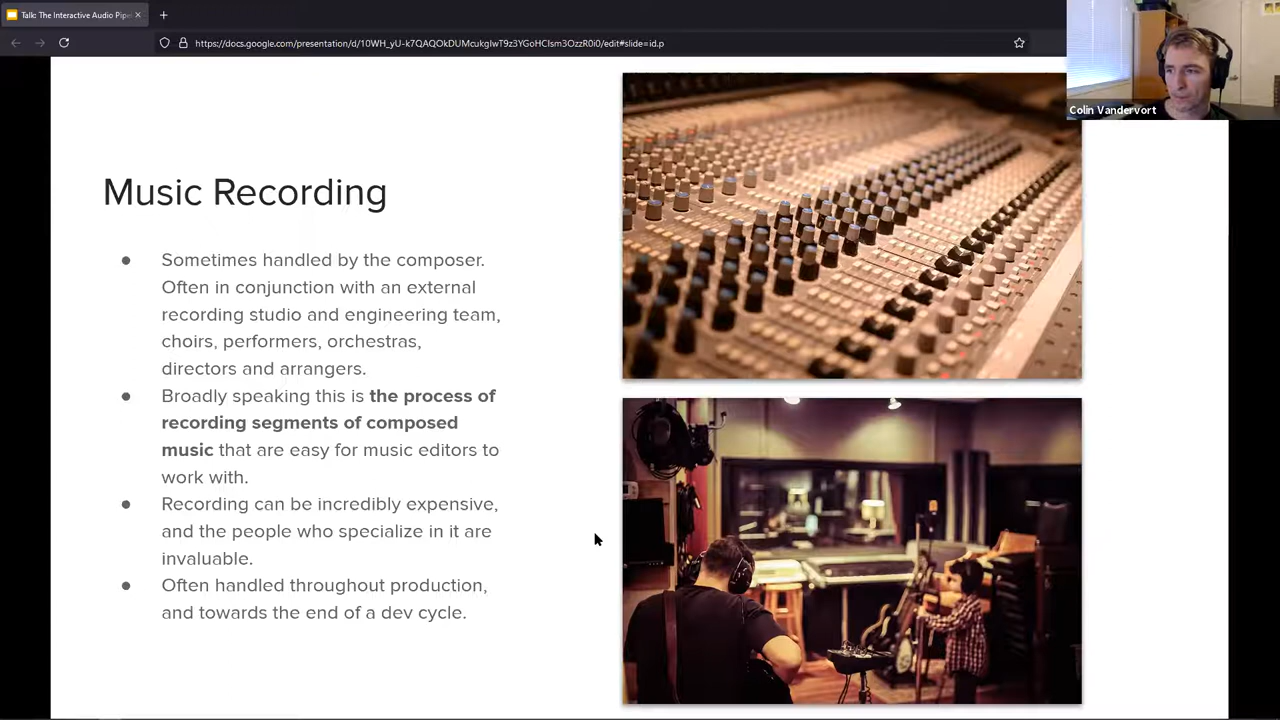 Talk: The Interactive Audio Pipe
https://docs.google.com/presentation/d/10WH_yU-k7QAQOkDUMcukgIwT9z3YGoHCIsm3OzzR0i0/edit#slide=id.p
Colin Vandervort
Music Recording
● Sometimes handled by the composer.
Often in conjunction with an external
recording studio and engineering team,
choirs, performers, orchestras,
directors and arrangers.
● Broadly speaking this is the process of
recording segments of composed
music that are easy for music editors to
work with.
● Recording can be incredibly expensive,
and the people who specialize in it are
invaluable.
● Often handled throughout production,
and towards the end of a dev cycle.